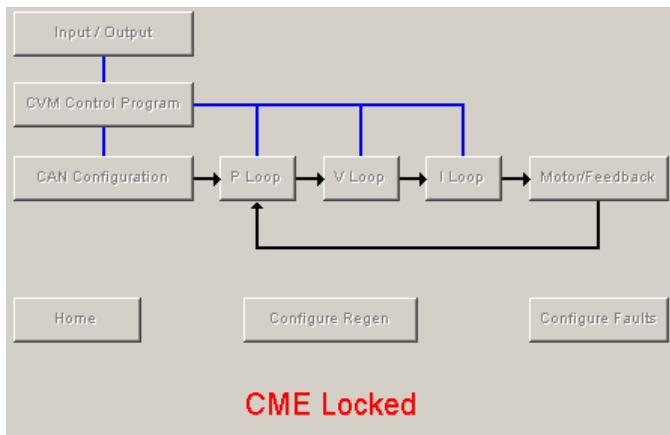 Input / Output
CVM Control Program
CAN Configuration
P Loop
V Loop
I Loop
Motor/Feedback
Home
Configure Regen
Configure Faults
CME Locked